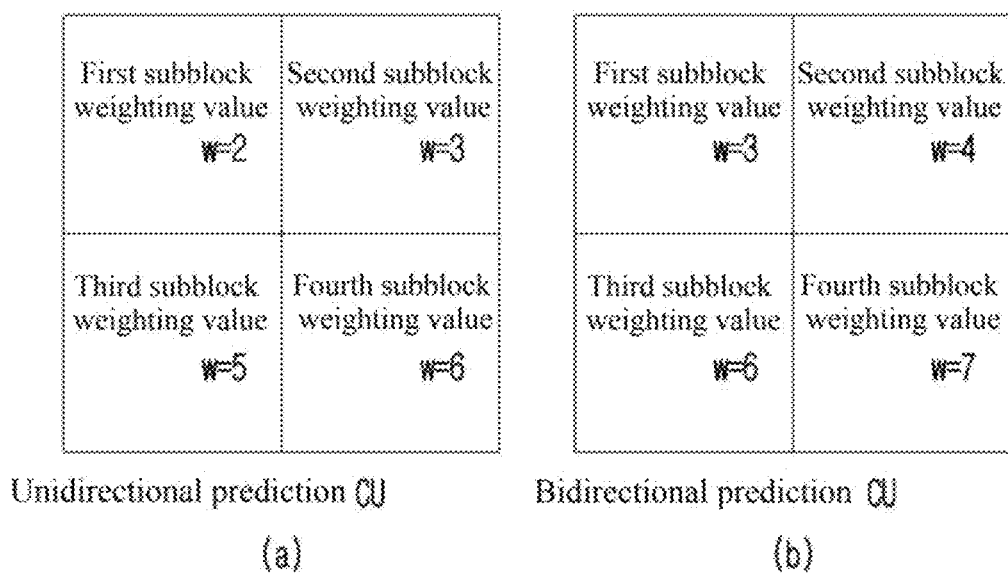 First subblock
weighting value
w=2
Second subblock
weighting value
w=3
Third subblock
weighting value
w=5
Fourth subblock
weighting value
w=6
Unidirectional prediction CU
(a)
First subblock
weighting value
w=3
Second subblock
weighting value
w=4
Third subblock
weighting value
w=6
Fourth subblock
weighting value
w=7
Bidirectional prediction CU
(b)